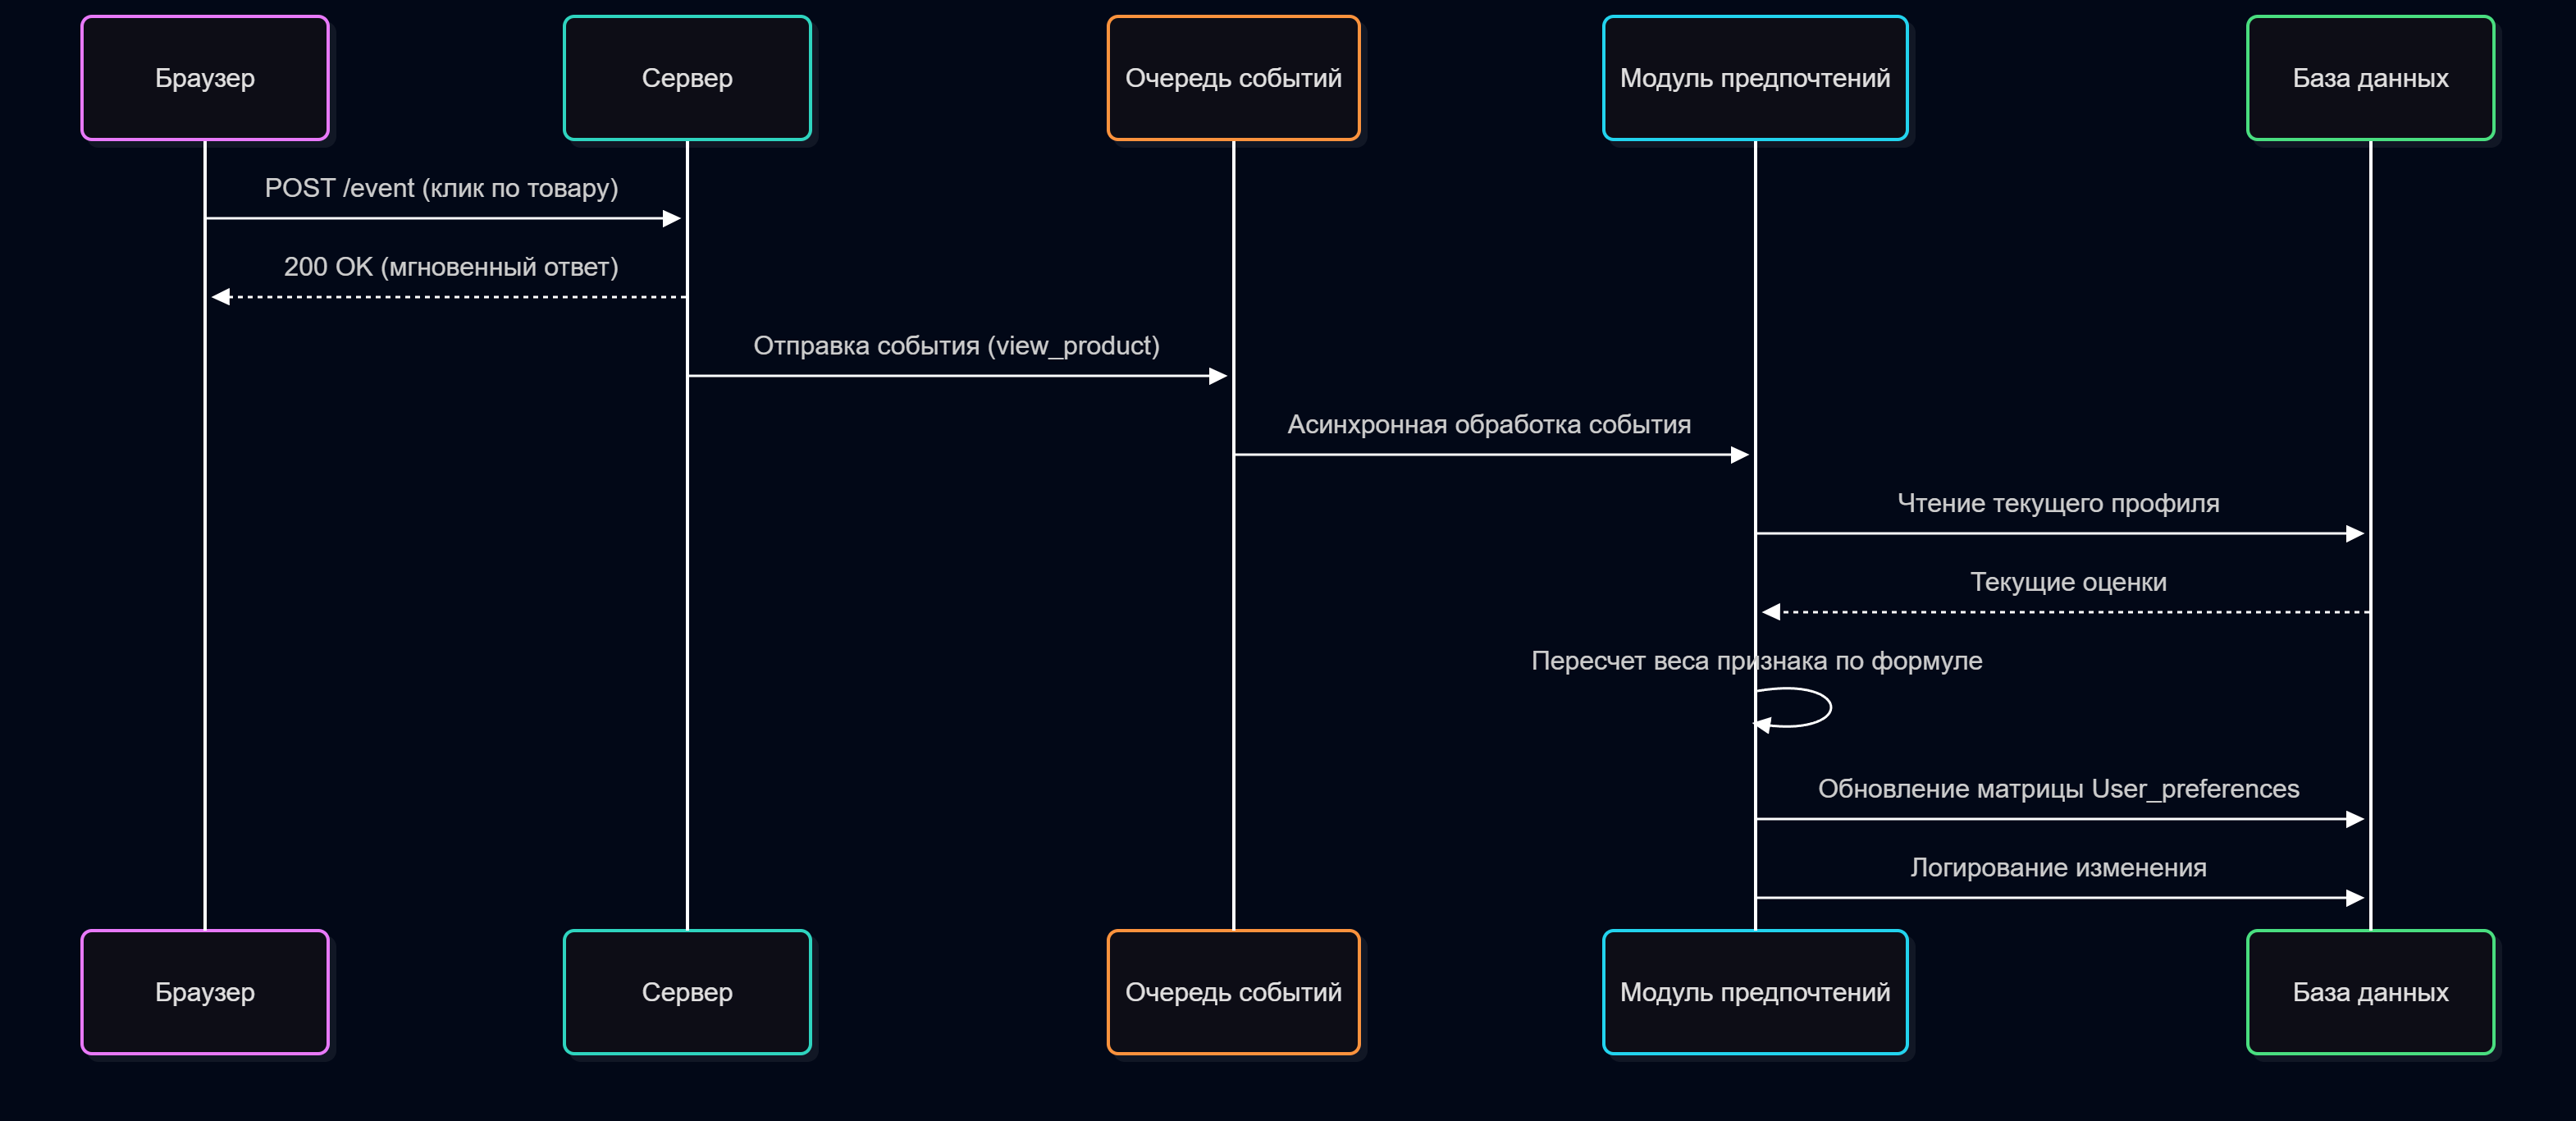 Браузер
Сервер
Очередь событий
Модуль предпочтений
База данных
POST /event (клик по товару)
200 OK (мгновенный ответ)
Отправка события (view_product)
Асинхронная обработка события
Чтение текущего профиля
Текущие оценки
Пересчет веса признака по формуле
Обновление матрицы User_preferences
Логирование изменения
Браузер
Сервер
Очередь событий
Модуль предпочтений
База данных